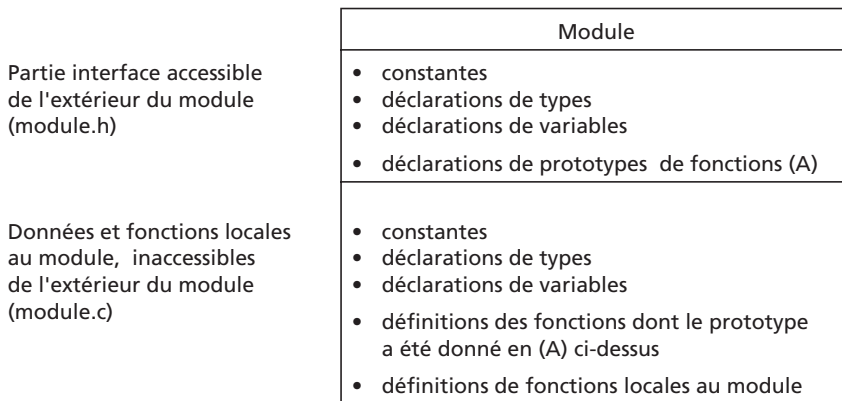 Module
Partie interface accessible
de l'extérieur du module
(module.h)
• constantes
• déclarations de types
• déclarations de variables
• déclarations de prototypes de fonctions (A)
Données et fonctions locales
au module, inaccessibles
de l'extérieur du module
(module.c)
• constantes
• déclarations de types
• déclarations de variables
• définitions des fonctions dont le prototype
a été donné en (A) ci-dessus
• définitions de fonctions locales au module